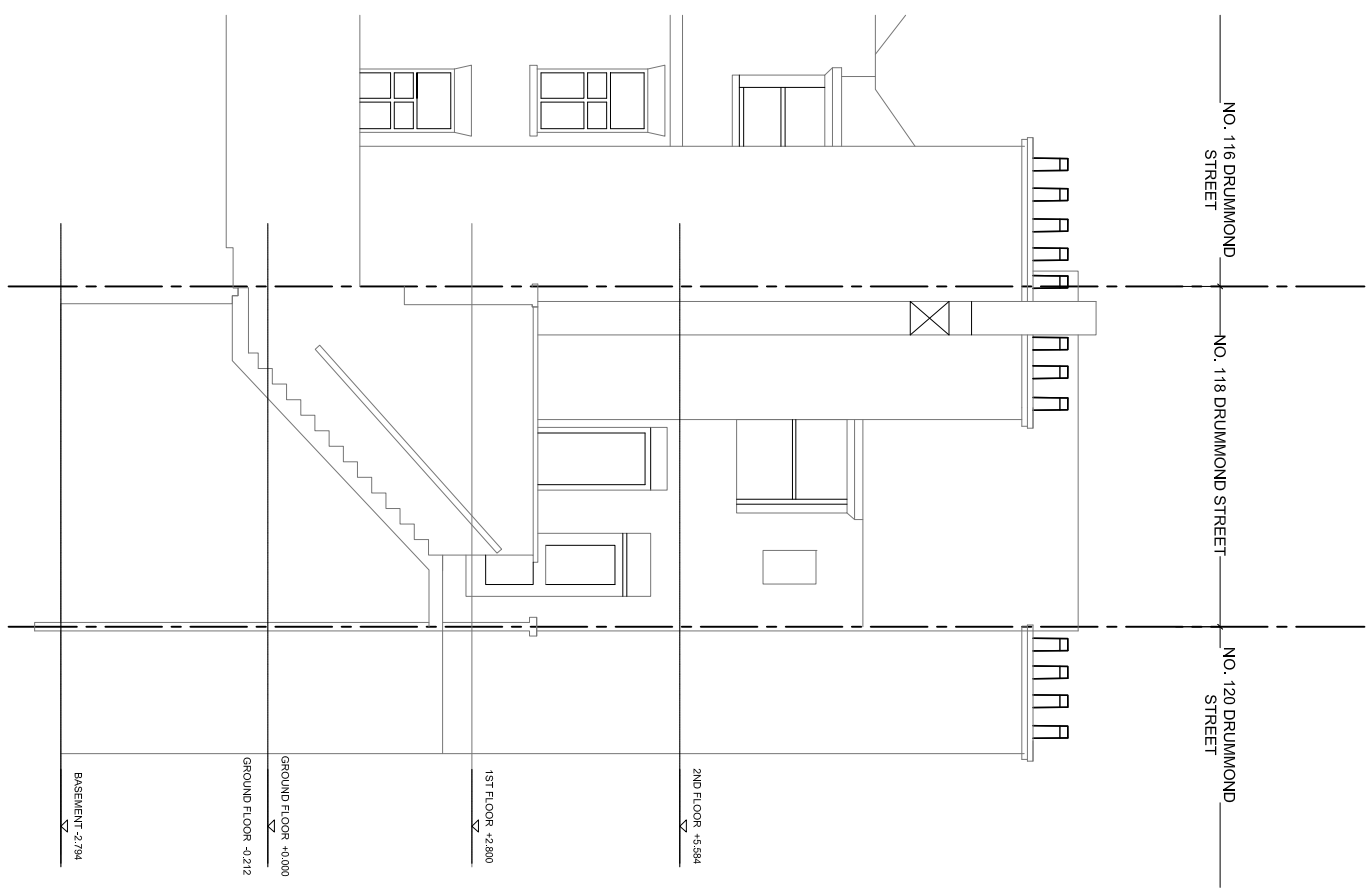 NO. 116 DRUMMOND
STREET
NO. 118 DRUMMOND STREET
NO. 120 DRUMMOND
STREET
2ND FLOOR +5.584
1ST FLOOR +2.800
GROUND FLOOR +0.000
GROUND FLOOR -0.212
BASEMENT -2.794